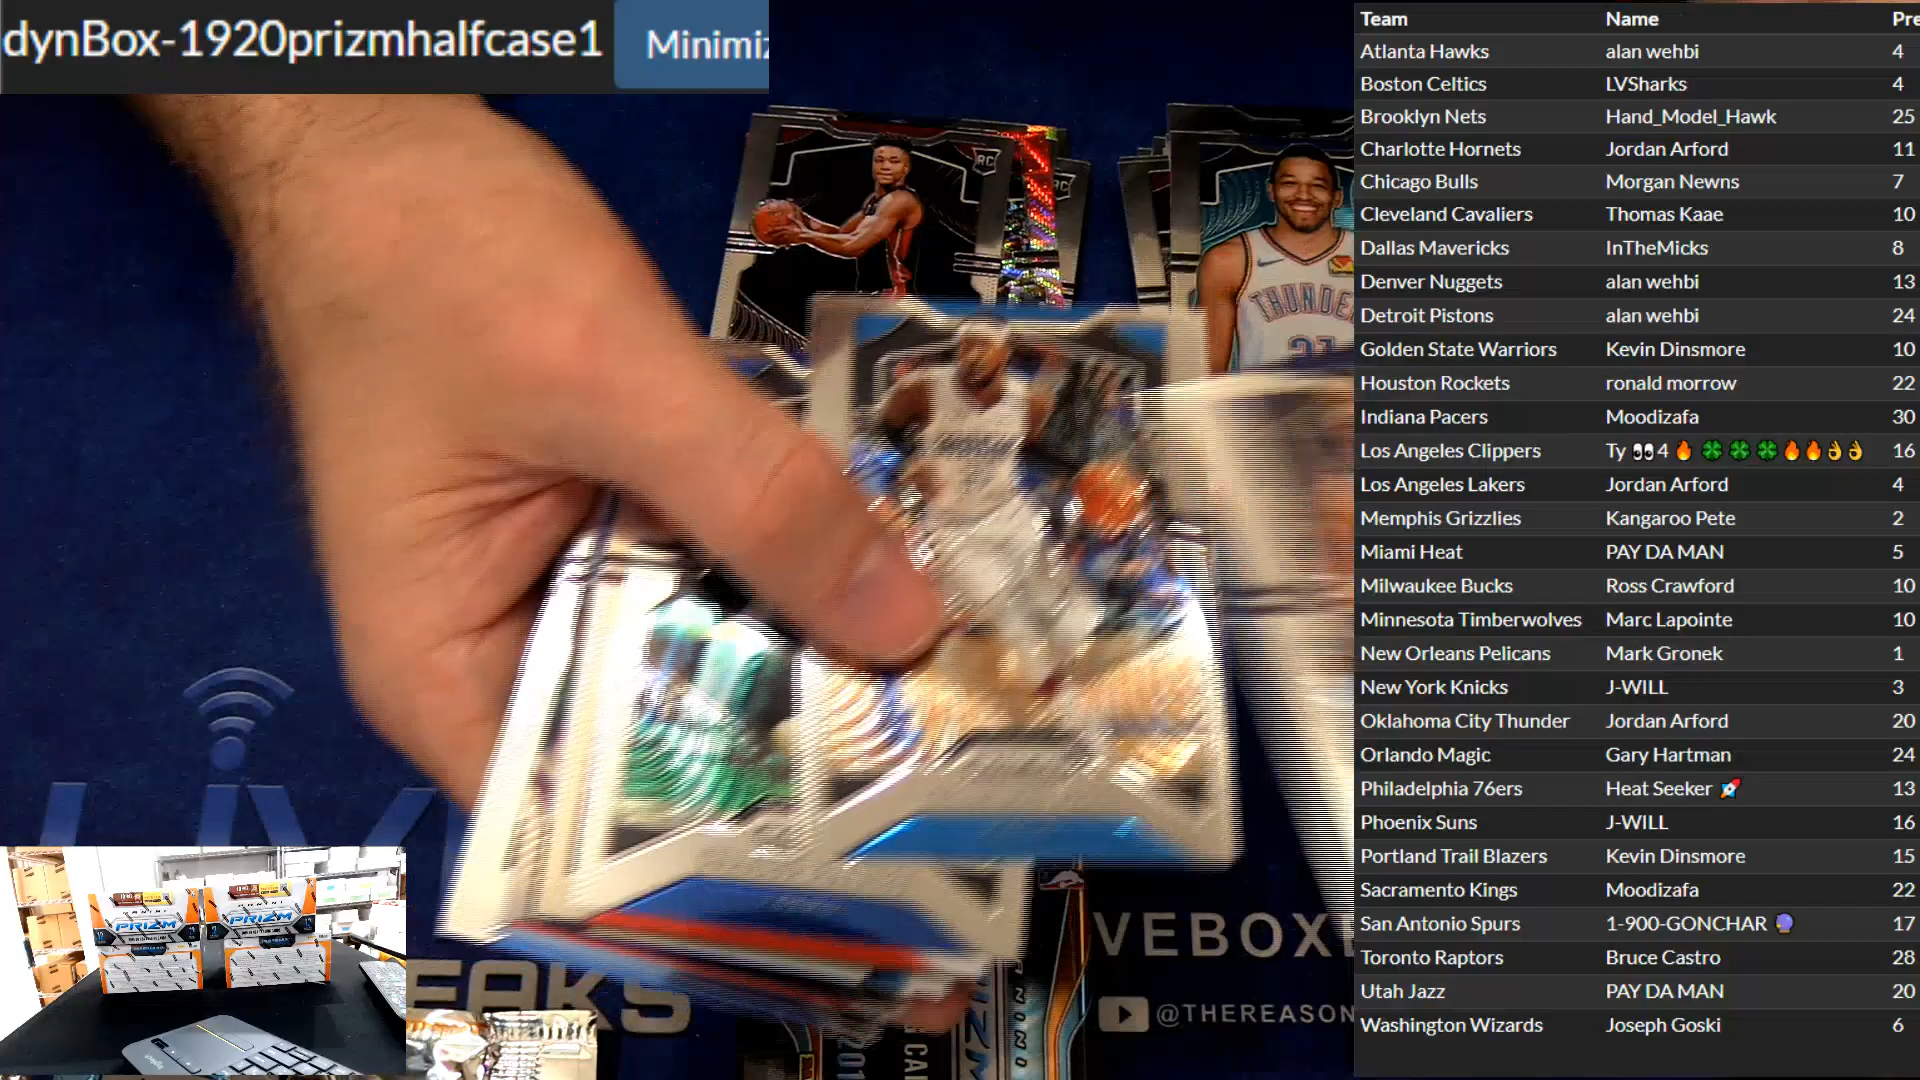 dynBox-1920prizmhalfcase1 Minimiz
Team Name Pre
Atlanta Hawks alan wehbi 4
Boston Celtics LVSharks 4
Brooklyn Nets Hand_Model_Hawk 25
Charlotte Hornets Jordan Arford 11
Chicago Bulls Morgan Newns 7
Cleveland Cavaliers Thomas Kaae 10
Dallas Mavericks InTheMicks 8
Denver Nuggets alan wehbi 13
Detroit Pistons alan wehbi 24
Golden State Warriors Kevin Dinsmore 10
Houston Rockets ronald morrow 22
Indiana Pacers Moodizafa 30
Los Angeles Clippers Ty 👀4 🔥 🍀 🍀 🍀 🔥🔥👌👌 16
Los Angeles Lakers Jordan Arford 4
Memphis Grizzlies Kangaroo Pete 2
Miami Heat PAY DA MAN 5
Milwaukee Bucks Ross Crawford 10
Minnesota Timberwolves Marc Lapointe 10
New Orleans Pelicans Mark Gronek 1
New York Knicks J-WILL 3
Oklahoma City Thunder Jordan Arford 20
Orlando Magic Gary Hartman 24
Philadelphia 76ers Heat Seeker 🚀 13
Phoenix Suns J-WILL 16
Portland Trail Blazers Kevin Dinsmore 15
Sacramento Kings Moodizafa 22
San Antonio Spurs 1-900-GONCHAR 🔮 17
Toronto Raptors Bruce Castro 28
Utah Jazz PAY DA MAN 20
Washington Wizards Joseph Goski 6
RC
RC
THUNDE
VEBOX
EAKS
@THEREASON
PRIZM
PRIZM